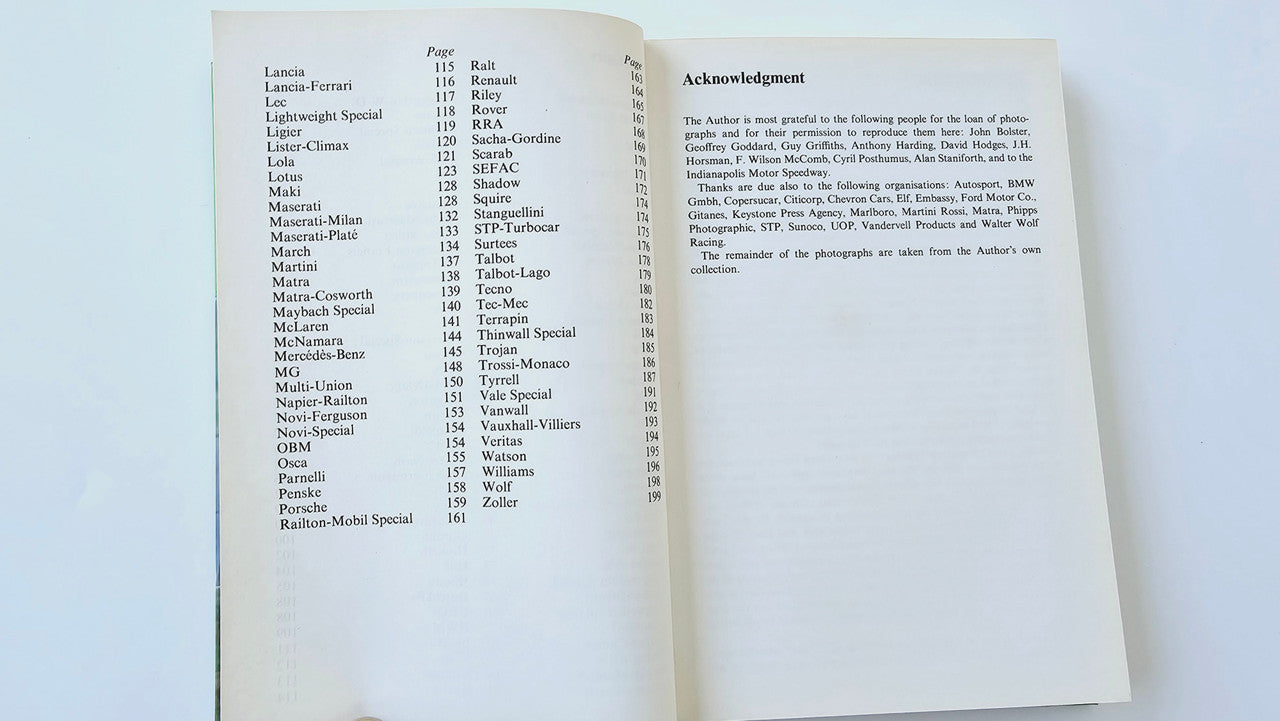 Page
Lancia 115
Lancia-Ferrari 116
Lec 117
Lightweight Special 118
Ligier 119
Lister-Climax 120
Lola 121
Lotus 123
Maki 128
Maserati 128
Maserati-Milan 132
Maserati-Platé 133
March 134
Martini 137
Matra 138
Matra-Cosworth 139
Maybach Special 140
McLaren 141
McNamara 144
Mercédès-Benz 145
MG 148
Multi-Union 150
Napier-Railton 151
Novi-Ferguson 153
Novi-Special 154
OBM 154
Osca 155
Parnelli 157
Penske 158
Porsche 159
Railton-Mobil Special 161
Page
Ralt 163
Renault 164
Riley 165
Rover 167
RRA 168
Sacha-Gordine 169
Scarab 170
SEFAC 171
Shadow 172
Squire 174
Stanguellini 174
STP-Turbocar 175
Surtees 176
Talbot 178
Talbot-Lago 179
Tecno 180
Tec-Mec 182
Terrapin 183
Thinwall Special 184
Trojan 185
Trossi-Monaco 186
Tyrrell 187
Vale Special 191
Vanwall 192
Vauxhall-Villiers 193
Veritas 194
Watson 195
Williams 196
Wolf 198
Zoller 199
Acknowledgment
The Author is most grateful to the following people for the loan of photo-
graphs and for their permission to reproduce them here: John Bolster,
Geoffrey Goddard, Guy Griffiths, Anthony Harding, David Hodges, J.H.
Horsman, F. Wilson McComb, Cyril Posthumus, Alan Staniforth, and to the
Indianapolis Motor Speedway.
Thanks are due also to the following organisations: Autosport, BMW
Gmbh, Copersucar, Citicorp, Chevron Cars, Elf, Embassy, Ford Motor Co.,
Gitanes, Keystone Press Agency, Marlboro, Martini Rossi, Matra, Phipps
Photographic, STP, Sunoco, UOP, Vandervell Products and Walter Wolf
Racing.
The remainder of the photographs are taken from the Author's own
collection.